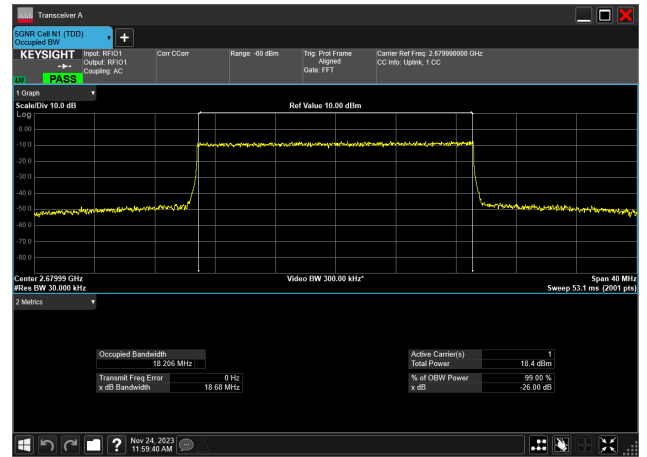 Transceiver A
5GNR Cell N1 (TDD)
Occupied BW
KEYSIGHT
Input: RFIO1
Output: RFIO1
Coupling: AC
Corr CCorr
Range: -60 dBm
Trig: Prot Frame
Aligned
Gate: FFT
Carrier Ref Freq: 2.679990000 GHz
CC Info: Uplink, 1 CC
PASS
1 Graph
Scale/Div 10.0 dB
Ref Value 10.00 dBm
Log
0.00
-10.0
-20.0
-30.0
-40.0
-50.0
-60.0
-70.0
-80.0
Center 2.67999 GHz
Video BW 300.00 kHz*
Span 40 MHz
#Res BW 30.000 kHz
Sweep 53.1 ms (2001 pts)
2 Metrics
Occupied Bandwidth
18.206 MHz
Active Carrier(s) 1
Total Power 18.4 dBm
Transmit Freq Error 0 Hz
x dB Bandwidth 18.68 MHz
% of OBW Power 99.00 %
x dB -26.00 dB
Nov 24, 2023
11:59:40 AM